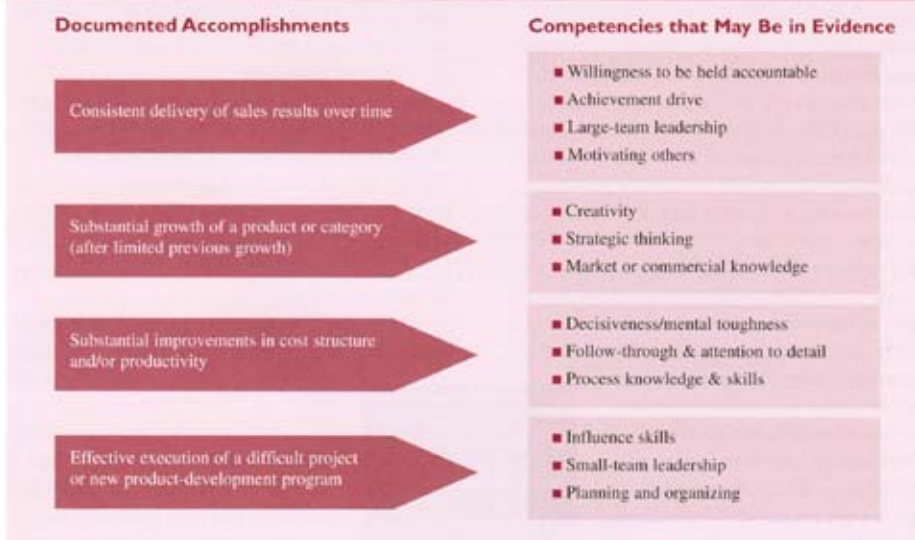 Documented Accomplishments
Competencies that May Be in Evidence
Consistent delivery of sales results over time
■ Willingness to be held accountable
■ Achievement drive
■ Large-team leadership
■ Motivating others
Substantial growth of a product or category
(after limited previous growth)
■ Creativity
■ Strategic thinking
■ Market or commercial knowledge
Substantial improvements in cost structure
and/or productivity
■ Decisiveness/mental toughness
■ Follow-through & attention to detail
■ Process knowledge & skills
Effective execution of a difficult project
or new product-development program
■ Influence skills
■ Small-team leadership
■ Planning and organizing